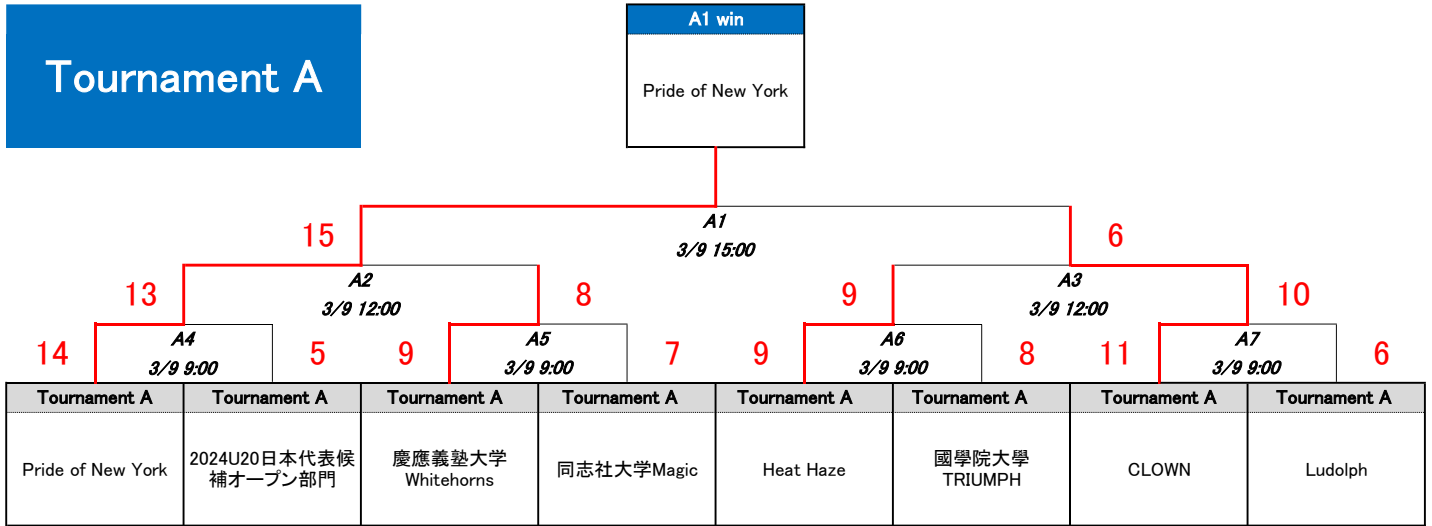 A1 win
Tournament A
Pride of New York
A1
15
6
3/9 15:00
A2
A3
13
8
9
10
3/9 12:00
3/9 12:00
A4
A5
A6
A7
14
5
9
7
9
8
11
6
3/9 9:00
3/9 9:00
3/9 9:00
3/9 9:00
Tournament A
Tournament A
Tournament A
Tournament A
Tournament A
Tournament A
Tournament A
Tournament A
Pride of New York
2024U20日本代表候
補オープン部門
慶應義塾大学
Whitehorns
同志社大学Magic
Heat Haze
國學院大學
TRIUMPH
CLOWN
Ludolph